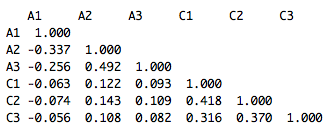 A1 A2 A3 C1 C2 C3
A1 1.000
A2 -0.337 1.000
A3 -0.256 0.492 1.000
C1 -0.063 0.122 0.093 1.000
C2 -0.074 0.143 0.109 0.418 1.000
C3 -0.056 0.108 0.082 0.316 0.370 1.000